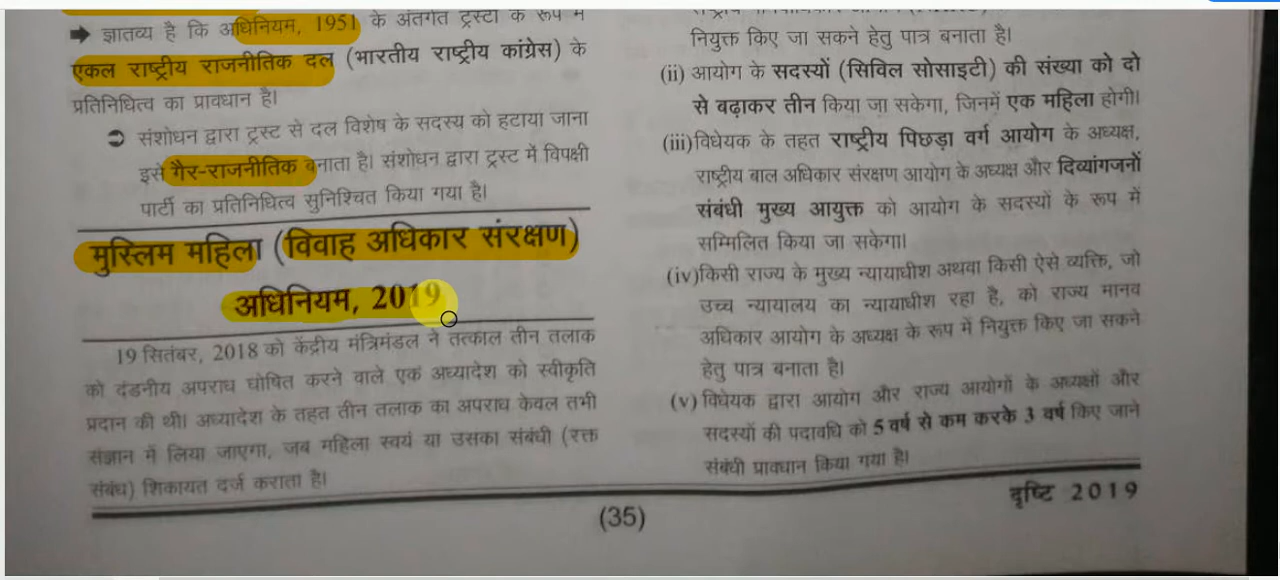 ➡ ज्ञातव्य है कि अधिनियम, 1951 के अंतर्गत ट्रस्टी के रूप में
एकल राष्ट्रीय राजनीतिक दल (भारतीय राष्ट्रीय कांग्रेस) के
प्रतिनिधित्व का प्रावधान है।
➲ संशोधन द्वारा ट्रस्ट से दल विशेष के सदस्य को हटाया जाना
इसे गैर-राजनीतिक बनाता है। संशोधन द्वारा ट्रस्ट में विपक्षी
पार्टी का प्रतिनिधित्व सुनिश्चित किया गया है।
मुस्लिम महिला (विवाह अधिकार संरक्षण)
अधिनियम, 2019
19 सितंबर, 2018 को केंद्रीय मंत्रिमंडल ने तत्काल तीन तलाक
को दंडनीय अपराध घोषित करने वाले एक अध्यादेश को स्वीकृति
प्रदान की थी। अध्यादेश के तहत तीन तलाक का अपराध केवल तभी
संज्ञान में लिया जाएगा, जब महिला स्वयं या उसका संबंधी (रक्त
संबंध) शिकायत दर्ज कराता है।
नियुक्त किए जा सकने हेतु पात्र बनाता है।
(ii) आयोग के सदस्यों (सिविल सोसाइटी) की संख्या को दो
से बढ़ाकर तीन किया जा सकेगा, जिनमें एक महिला होगी।
(iii) विधेयक के तहत राष्ट्रीय पिछड़ा वर्ग आयोग के अध्यक्ष,
राष्ट्रीय बाल अधिकार संरक्षण आयोग के अध्यक्ष और दिव्यांगजनों
संबंधी मुख्य आयुक्त को आयोग के सदस्यों के रूप में
सम्मिलित किया जा सकेगा।
(iv) किसी राज्य के मुख्य न्यायाधीश अथवा किसी ऐसे व्यक्ति, जो
उच्च न्यायालय का न्यायाधीश रहा है, को राज्य मानव
अधिकार आयोग के अध्यक्ष के रूप में नियुक्त किए जा सकने
हेतु पात्र बनाता है।
(v) विधेयक द्वारा आयोग और राज्य आयोगों के अध्यक्षों और
सदस्यों की पदावधि को 5 वर्ष से कम करके 3 वर्ष किए जाने
संबंधी प्रावधान किया गया है।
(35)
दृष्टि 2019